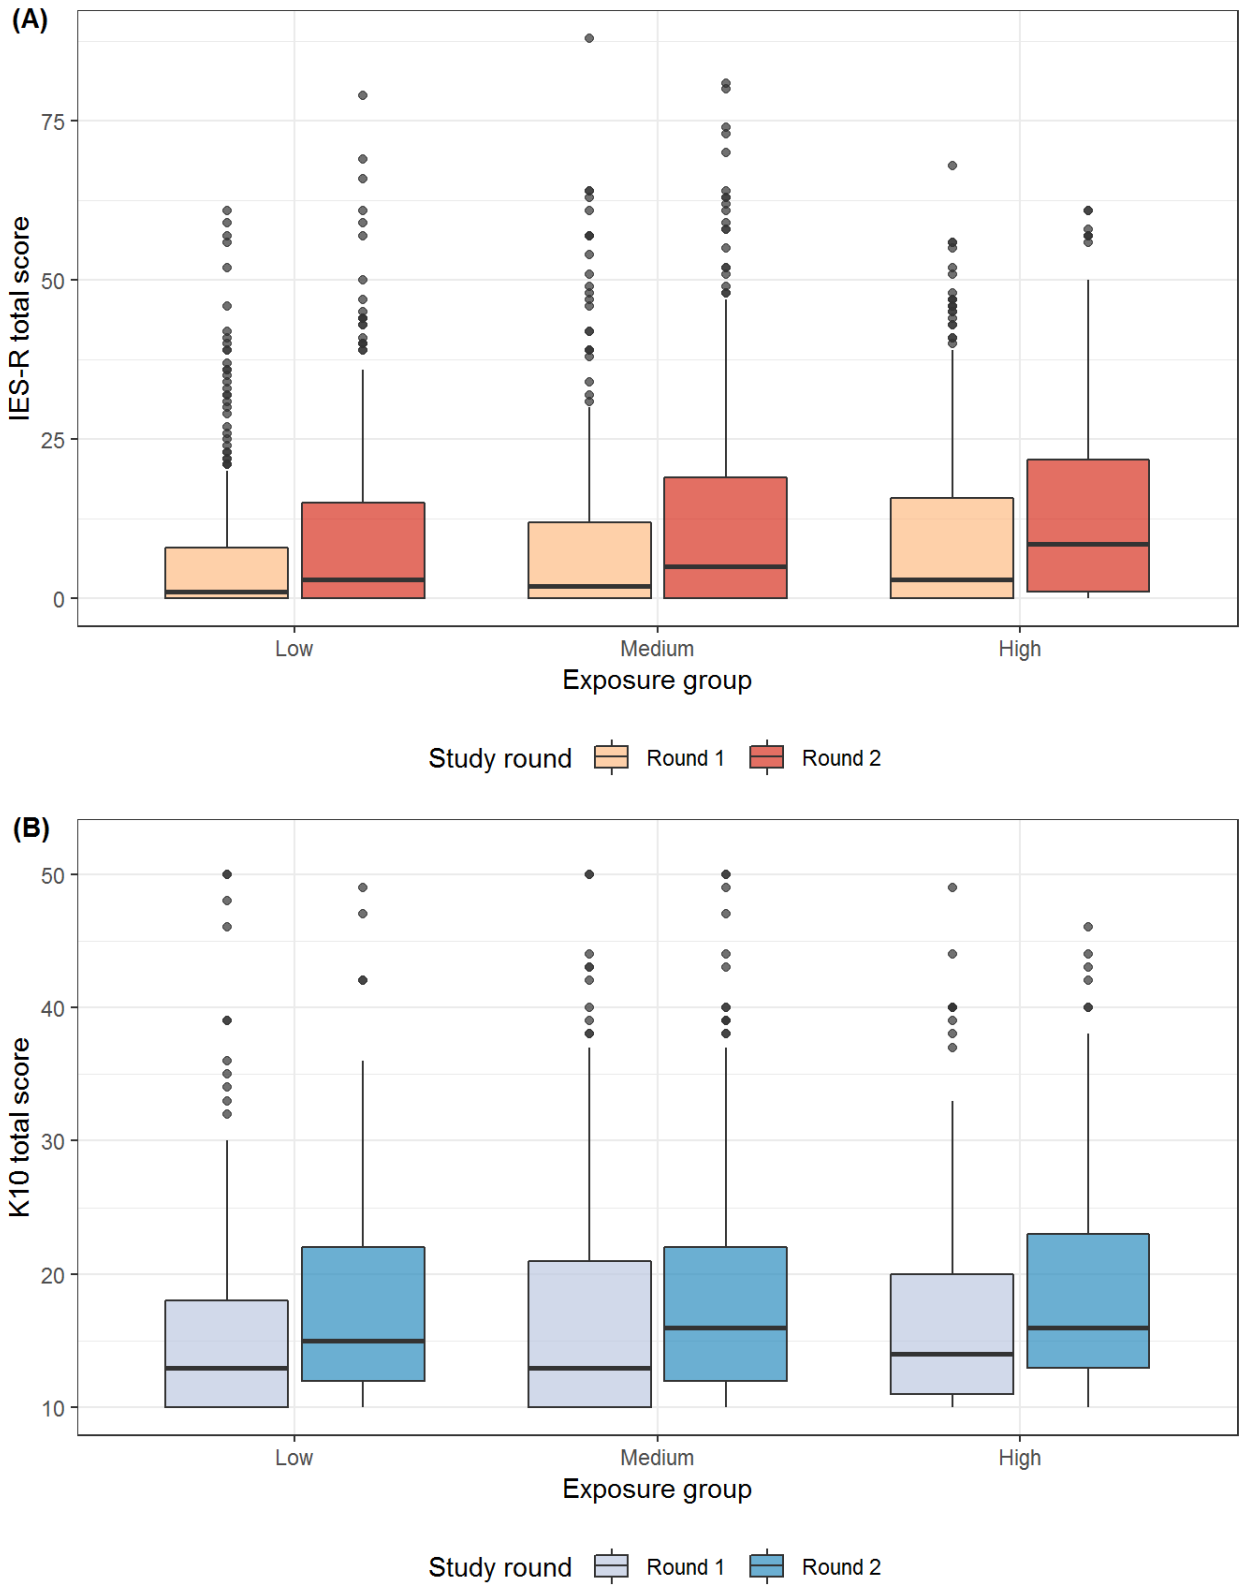 (A)
IES-R total score
75
50
25
0
Low Medium High
Exposure group
Study round Round 1 Round 2
(B)
K10 total score
50
40
30
20
10
Low Medium High
Exposure group
Study round Round 1 Round 2